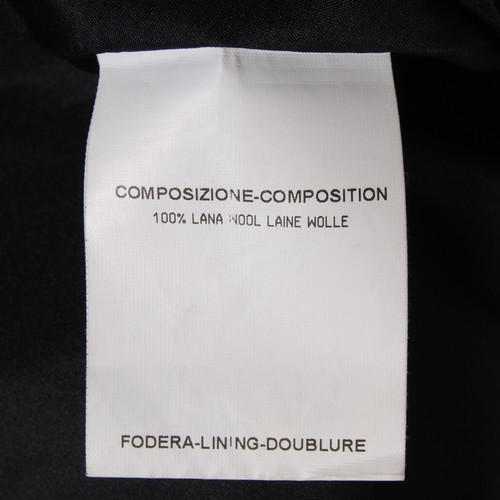 COMPOSIZIONE-COMPOSITION
100% LANA WOOL LAINE WOLLE
FODERA-LINING-DOUBLURE